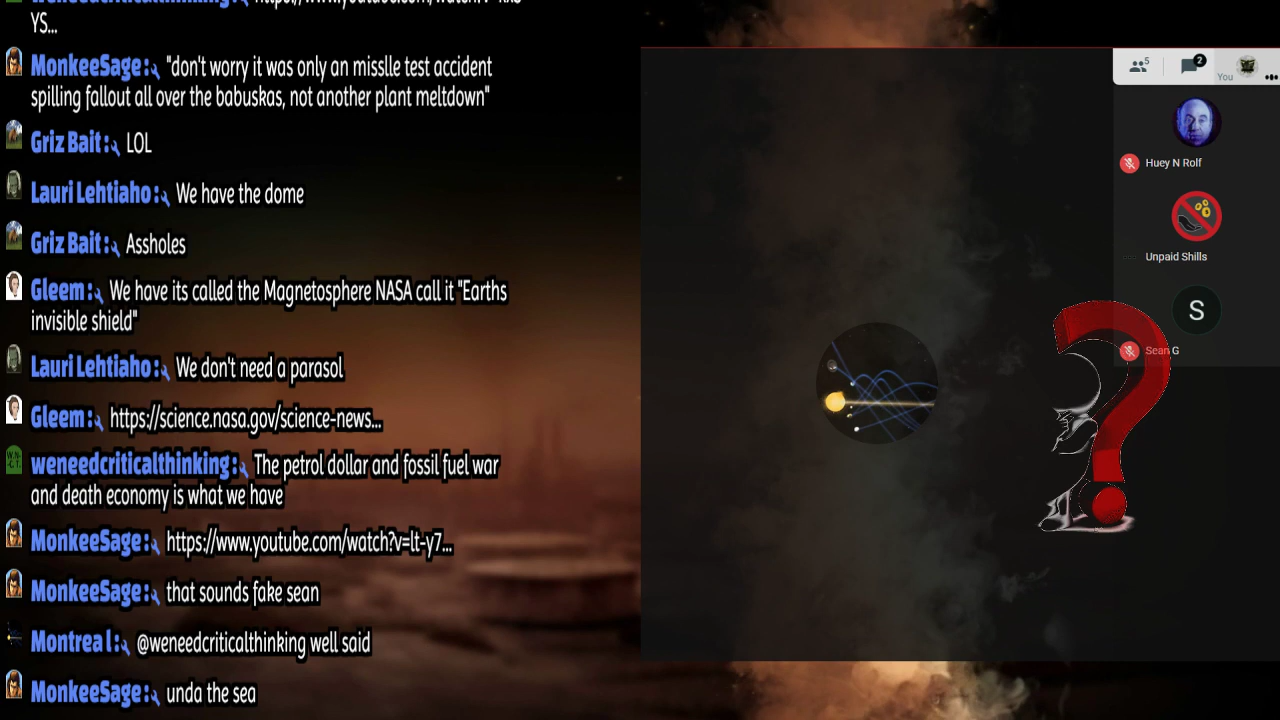 YS...
MonkeeSage: "don't worry it was only an missile test accident
spilling fallout all over the babuskas, not another plant meltdown"
Griz Bait: LOL
Lauri Lehtiaho: We have the dome
Griz Bait: Assholes
Gleem: We have its called the Magnetosphere NASA call it "Earths
invisible shield"
Lauri Lehtiaho: We don't need a parasol
Gleem: https://science.nasa.gov/science-news...
weneedcriticalthinking: The petrol dollar and fossil fuel war
and death economy is what we have
MonkeeSage: https://www.youtube.com/watch?v=lt-y7...
MonkeeSage: that sounds fake sean
Montrea l: @weneedcriticalthinking well said
MonkeeSage: unda the sea
5
2
You
Huey N Rolf
Unpaid Shills
S
Sean G